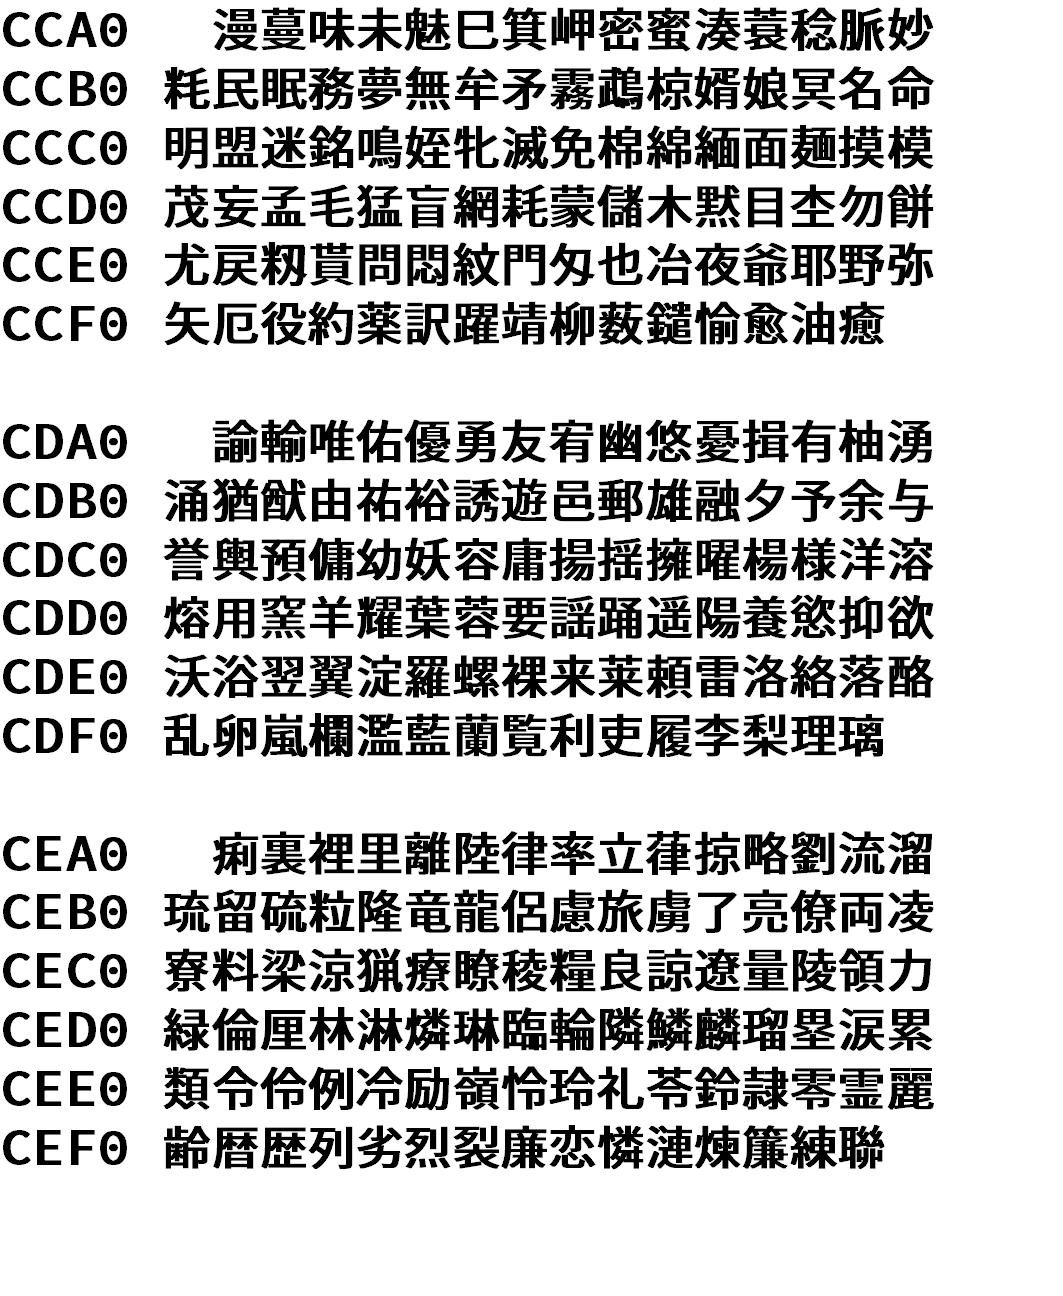 CCA0 漫蔓味未魅巳箕岬密蜜湊蓑稔脈妙
CCB0 粍民眠務夢無牟矛霧鵡椋婿娘冥名命
CCC0 明盟迷銘鳴姪牝滅免棉綿緬面麺摸模
CCD0 茂妄孟毛猛盲網耗蒙儲木黙目杢勿餅
CCE0 尤戻籾貰問悶紋門匁也冶夜爺耶野弥
CCF0 矢厄役約薬訳躍靖柳薮鑓愉愈油癒
CDA0 諭輸唯佑優勇友宥幽悠憂揖有柚湧
CDB0 涌猶猷由祐裕誘遊邑郵雄融夕予余与
CDC0 誉輿預傭幼妖容庸揚揺擁曜楊様洋溶
CDD0 熔用窯羊耀葉蓉要謡踊遥陽養慾抑欲
CDE0 沃浴翌翼淀羅螺裸来莱頼雷洛絡落酪
CDF0 乱卵嵐欄濫藍蘭覧利吏履李梨理璃
CEA0 痢裏裡里離陸律率立葎掠略劉流溜
CEB0 琉留硫粒隆竜龍侶慮旅虜了亮僚両凌
CEC0 寮料梁涼猟療瞭稜糧良諒遼量陵領力
CED0 緑倫厘林淋燐琳臨輪隣鱗麟瑠塁涙累
CEE0 類令伶例冷励嶺怜玲礼苓鈴隷零霊麗
CEF0 齢暦歴列劣烈裂廉恋憐漣煉簾練聯